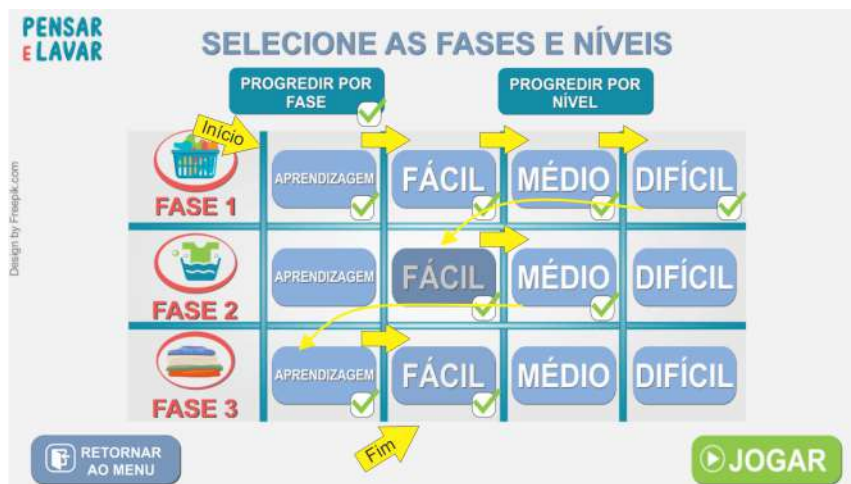 PENSAR
E LAVAR
SELECIONE AS FASES E NÍVEIS
PROGREDIR POR
FASE
PROGREDIR POR
NÍVEL
Início
FASE 1
APRENDIZAGEM
FÁCIL
MÉDIO
DIFÍCIL
Design by Freepik.com
FASE 2
APRENDIZAGEM
FÁCIL
MÉDIO
DIFÍCIL
FASE 3
APRENDIZAGEM
FÁCIL
MÉDIO
DIFÍCIL
RETORNAR
AO MENU
Fim
JOGAR